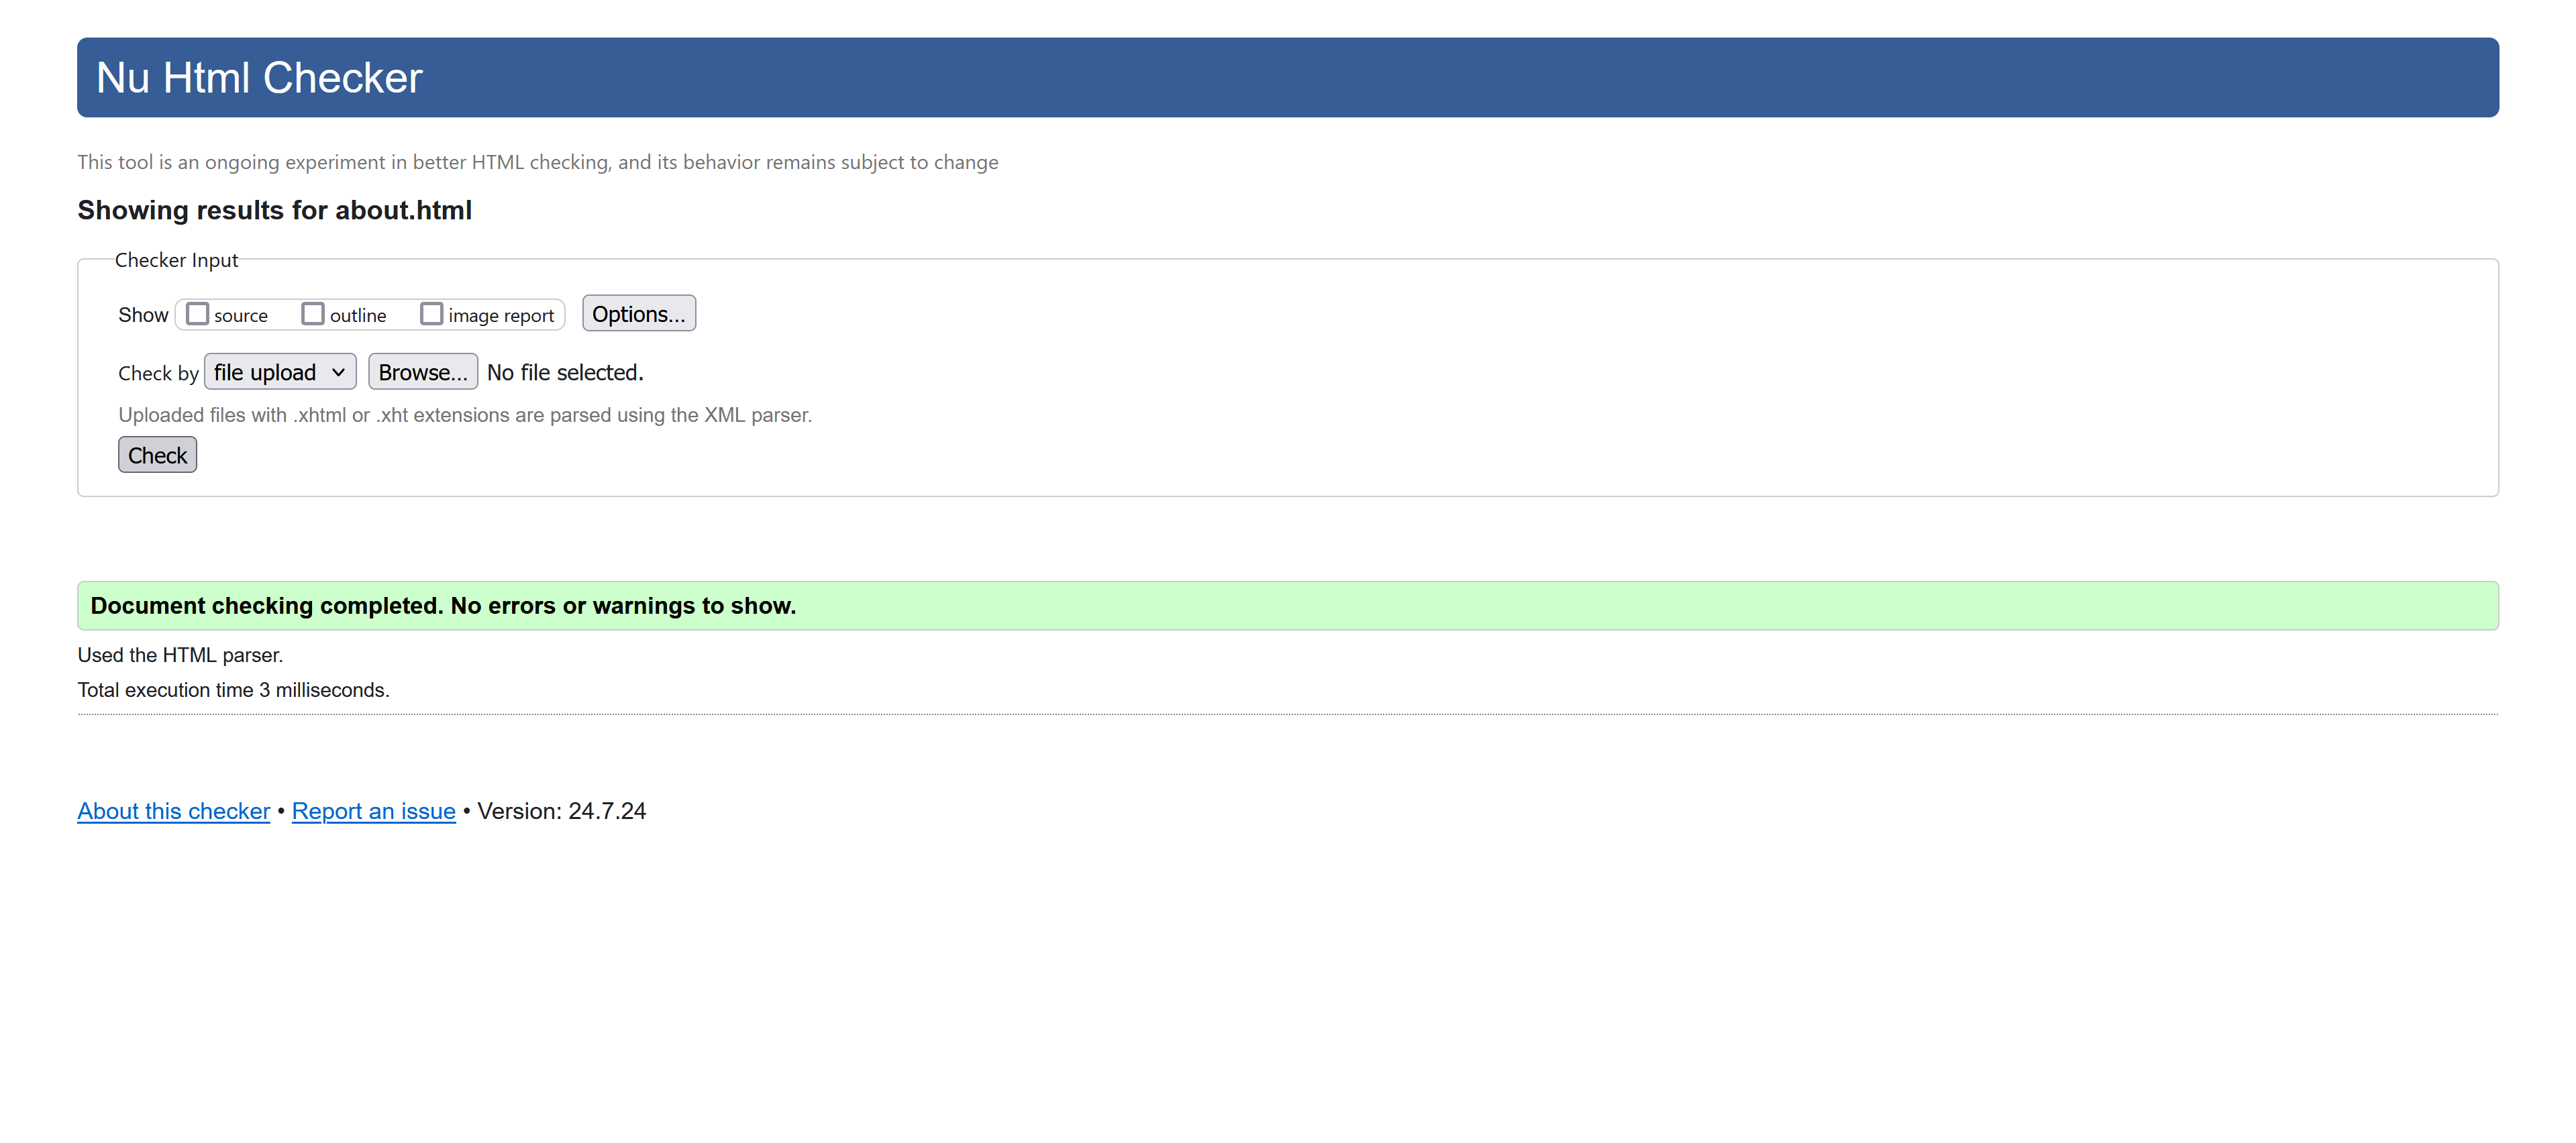 Nu Html Checker
This tool is an ongoing experiment in better HTML checking, and its behavior remains subject to change
Showing results for about.html
Checker Input
Show source outline image report Options...
Check by file upload Browse... No file selected.
Uploaded files with .xhtml or .xht extensions are parsed using the XML parser.
Check
Document checking completed. No errors or warnings to show.
Used the HTML parser.
Total execution time 3 milliseconds.
About this checker • Report an issue • Version: 24.7.24